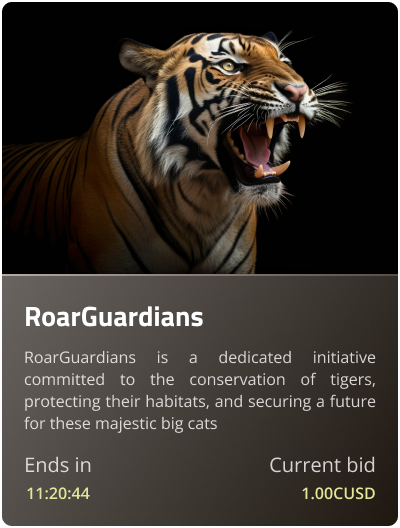 RoarGuardians
RoarGuardians is a dedicated initiative
committed to the conservation of tigers,
protecting their habitats, and securing a future
for these majestic big cats
Ends in
Current bid
11:20:44
1.00CUSD